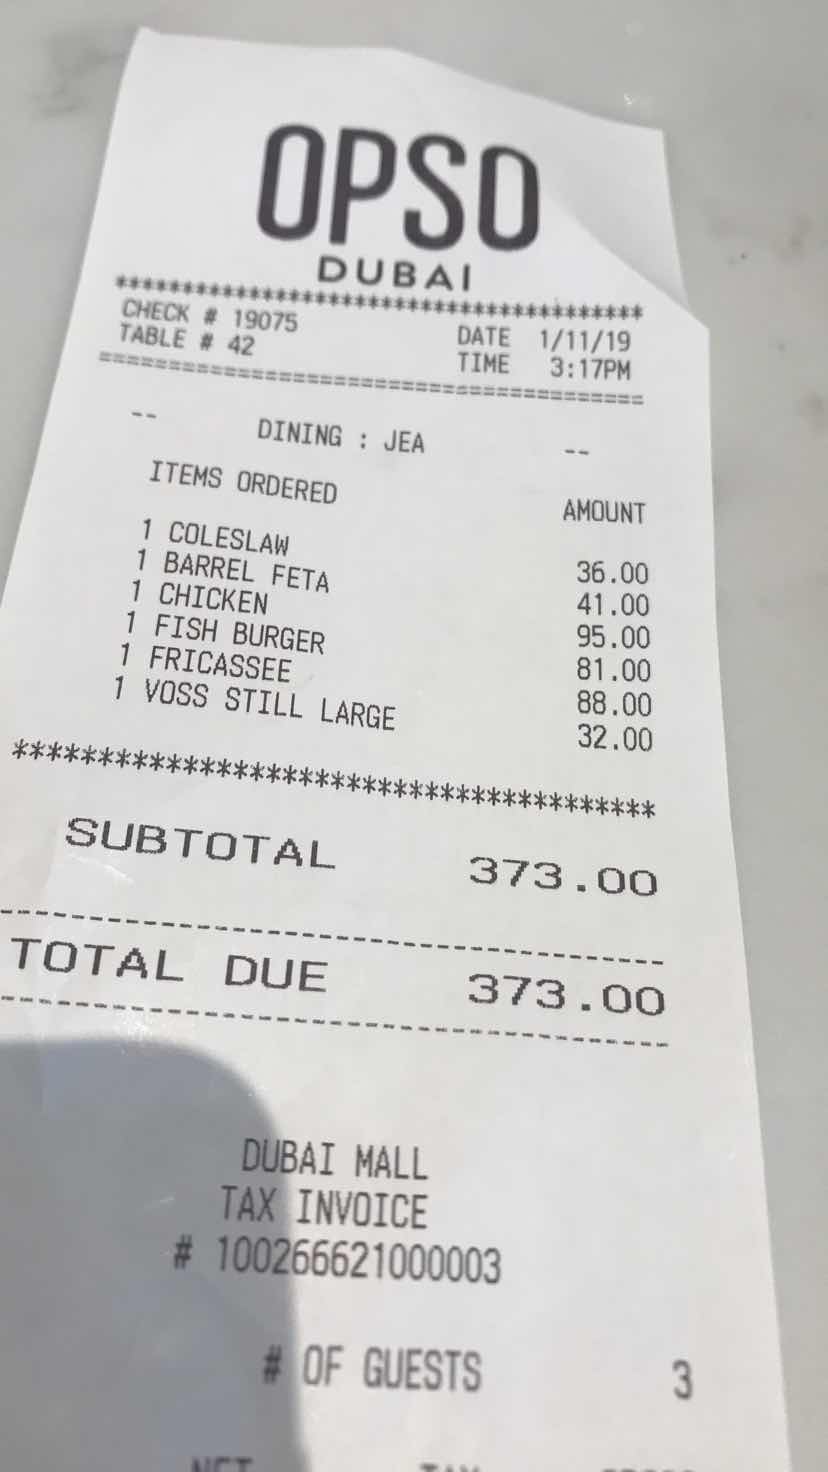 OPSO
DUBAI
****************************************
CHECK # 19075 DATE 1/11/19
TABLE # 42 TIME 3:17PM
========================================
-- DINING : JEA --
ITEMS ORDERED AMOUNT
1 COLESLAW 36.00
1 BARREL FETA 41.00
1 CHICKEN 95.00
1 FISH BURGER 81.00
1 FRICASSEE 88.00
1 VOSS STILL LARGE 32.00
****************************************
SUBTOTAL 373.00
----------------------------------------
TOTAL DUE 373.00
----------------------------------------
DUBAI MALL
TAX INVOICE
# 100266621000003
# OF GUESTS 3
NET TAX